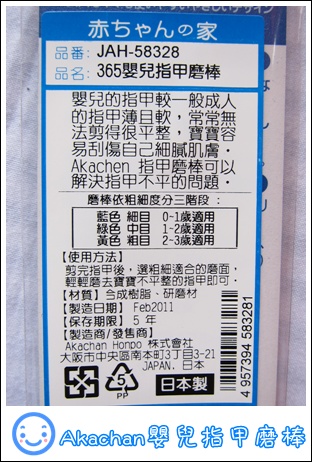 赤ちゃんの家
品番：JAH-58328
品名：365嬰兒指甲磨棒
嬰兒的指甲較一般成人
的指甲薄且軟，常常無
法剪得很平整，寶寶容
易刮傷自己細膩肌膚。
Akachan 指甲磨棒可以
解決指甲不平的問題．
磨棒依粗細度分三階段：
藍色 細目 0-1歲適用
綠色 中目 1-2歲適用
黃色 粗目 2-3歲適用
【使用方法】
剪完指甲後，選粗細適合的磨面，
輕輕磨去寶寶不平整的指甲即可．
【材質】 合成樹脂、研磨材
【製造日期】 Feb2011
【保存期限】 5 年
【製造商/發售商】
Akachan Honpo 株式會社
大阪市中央區南本町3丁目3-21
JAPAN. 日本
5
PP
日本製
4 957394 583281
Akachan嬰兒指甲磨棒